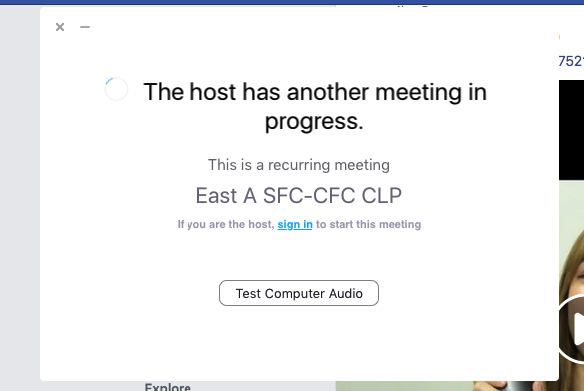 7521
The host has another meeting in
progress.
This is a recurring meeting
East A SFC-CFC CLP
If you are the host, sign in to start this meeting
Test Computer Audio
Explore